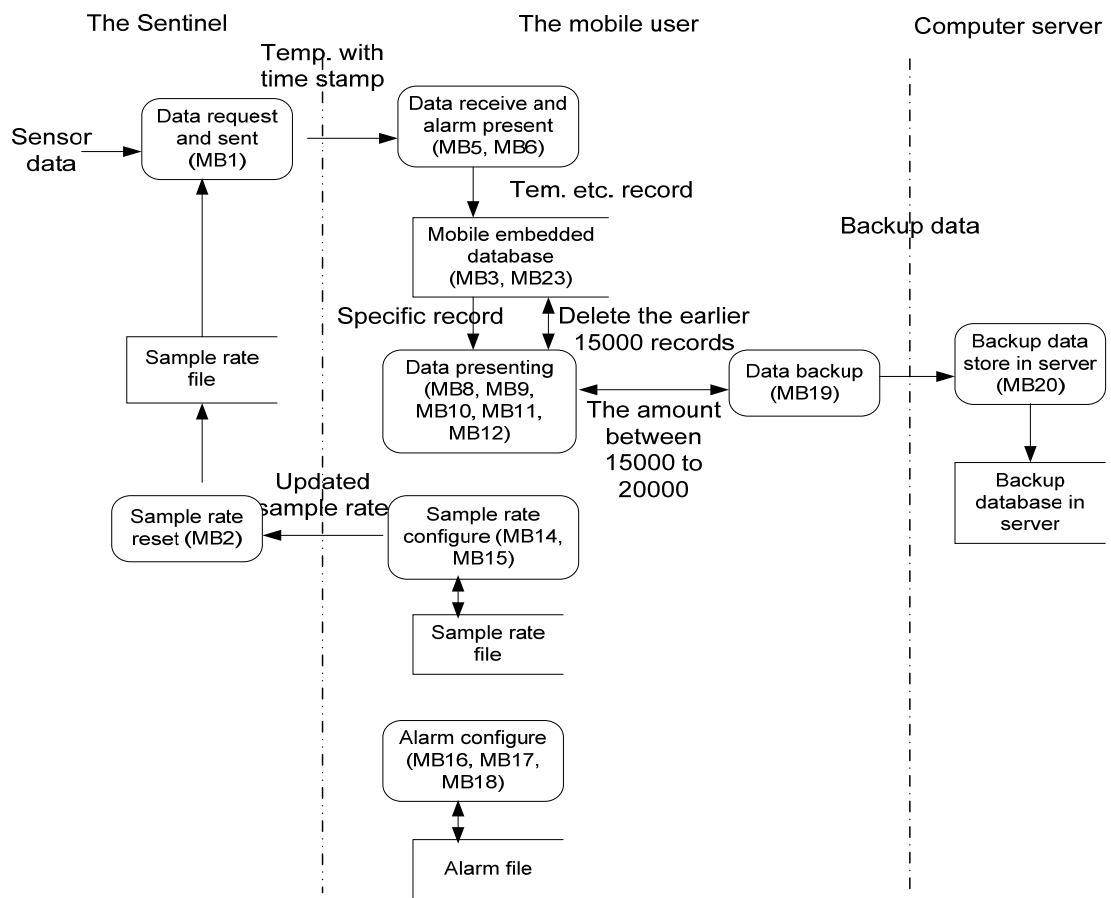 The Sentinel
The mobile user
Computer server
Temp. with
time stamp
Sensor
data
Data request
and sent
(MB1)
Data receive and
alarm present
(MB5, MB6)
Tem. etc. record
Mobile embedded
database
(MB3, MB23)
Backup data
Specific record
Delete the earlier
15000 records
Sample rate
file
Data presenting
(MB8, MB9,
MB10, MB11,
MB12)
The amount
between
15000 to
20000
Data backup
(MB19)
Backup data
store in server
(MB20)
Backup
database in
server
Updated
sample rate
Sample rate
reset (MB2)
Sample rate
configure (MB14,
MB15)
Sample rate
file
Alarm configure
(MB16, MB17,
MB18)
Alarm file